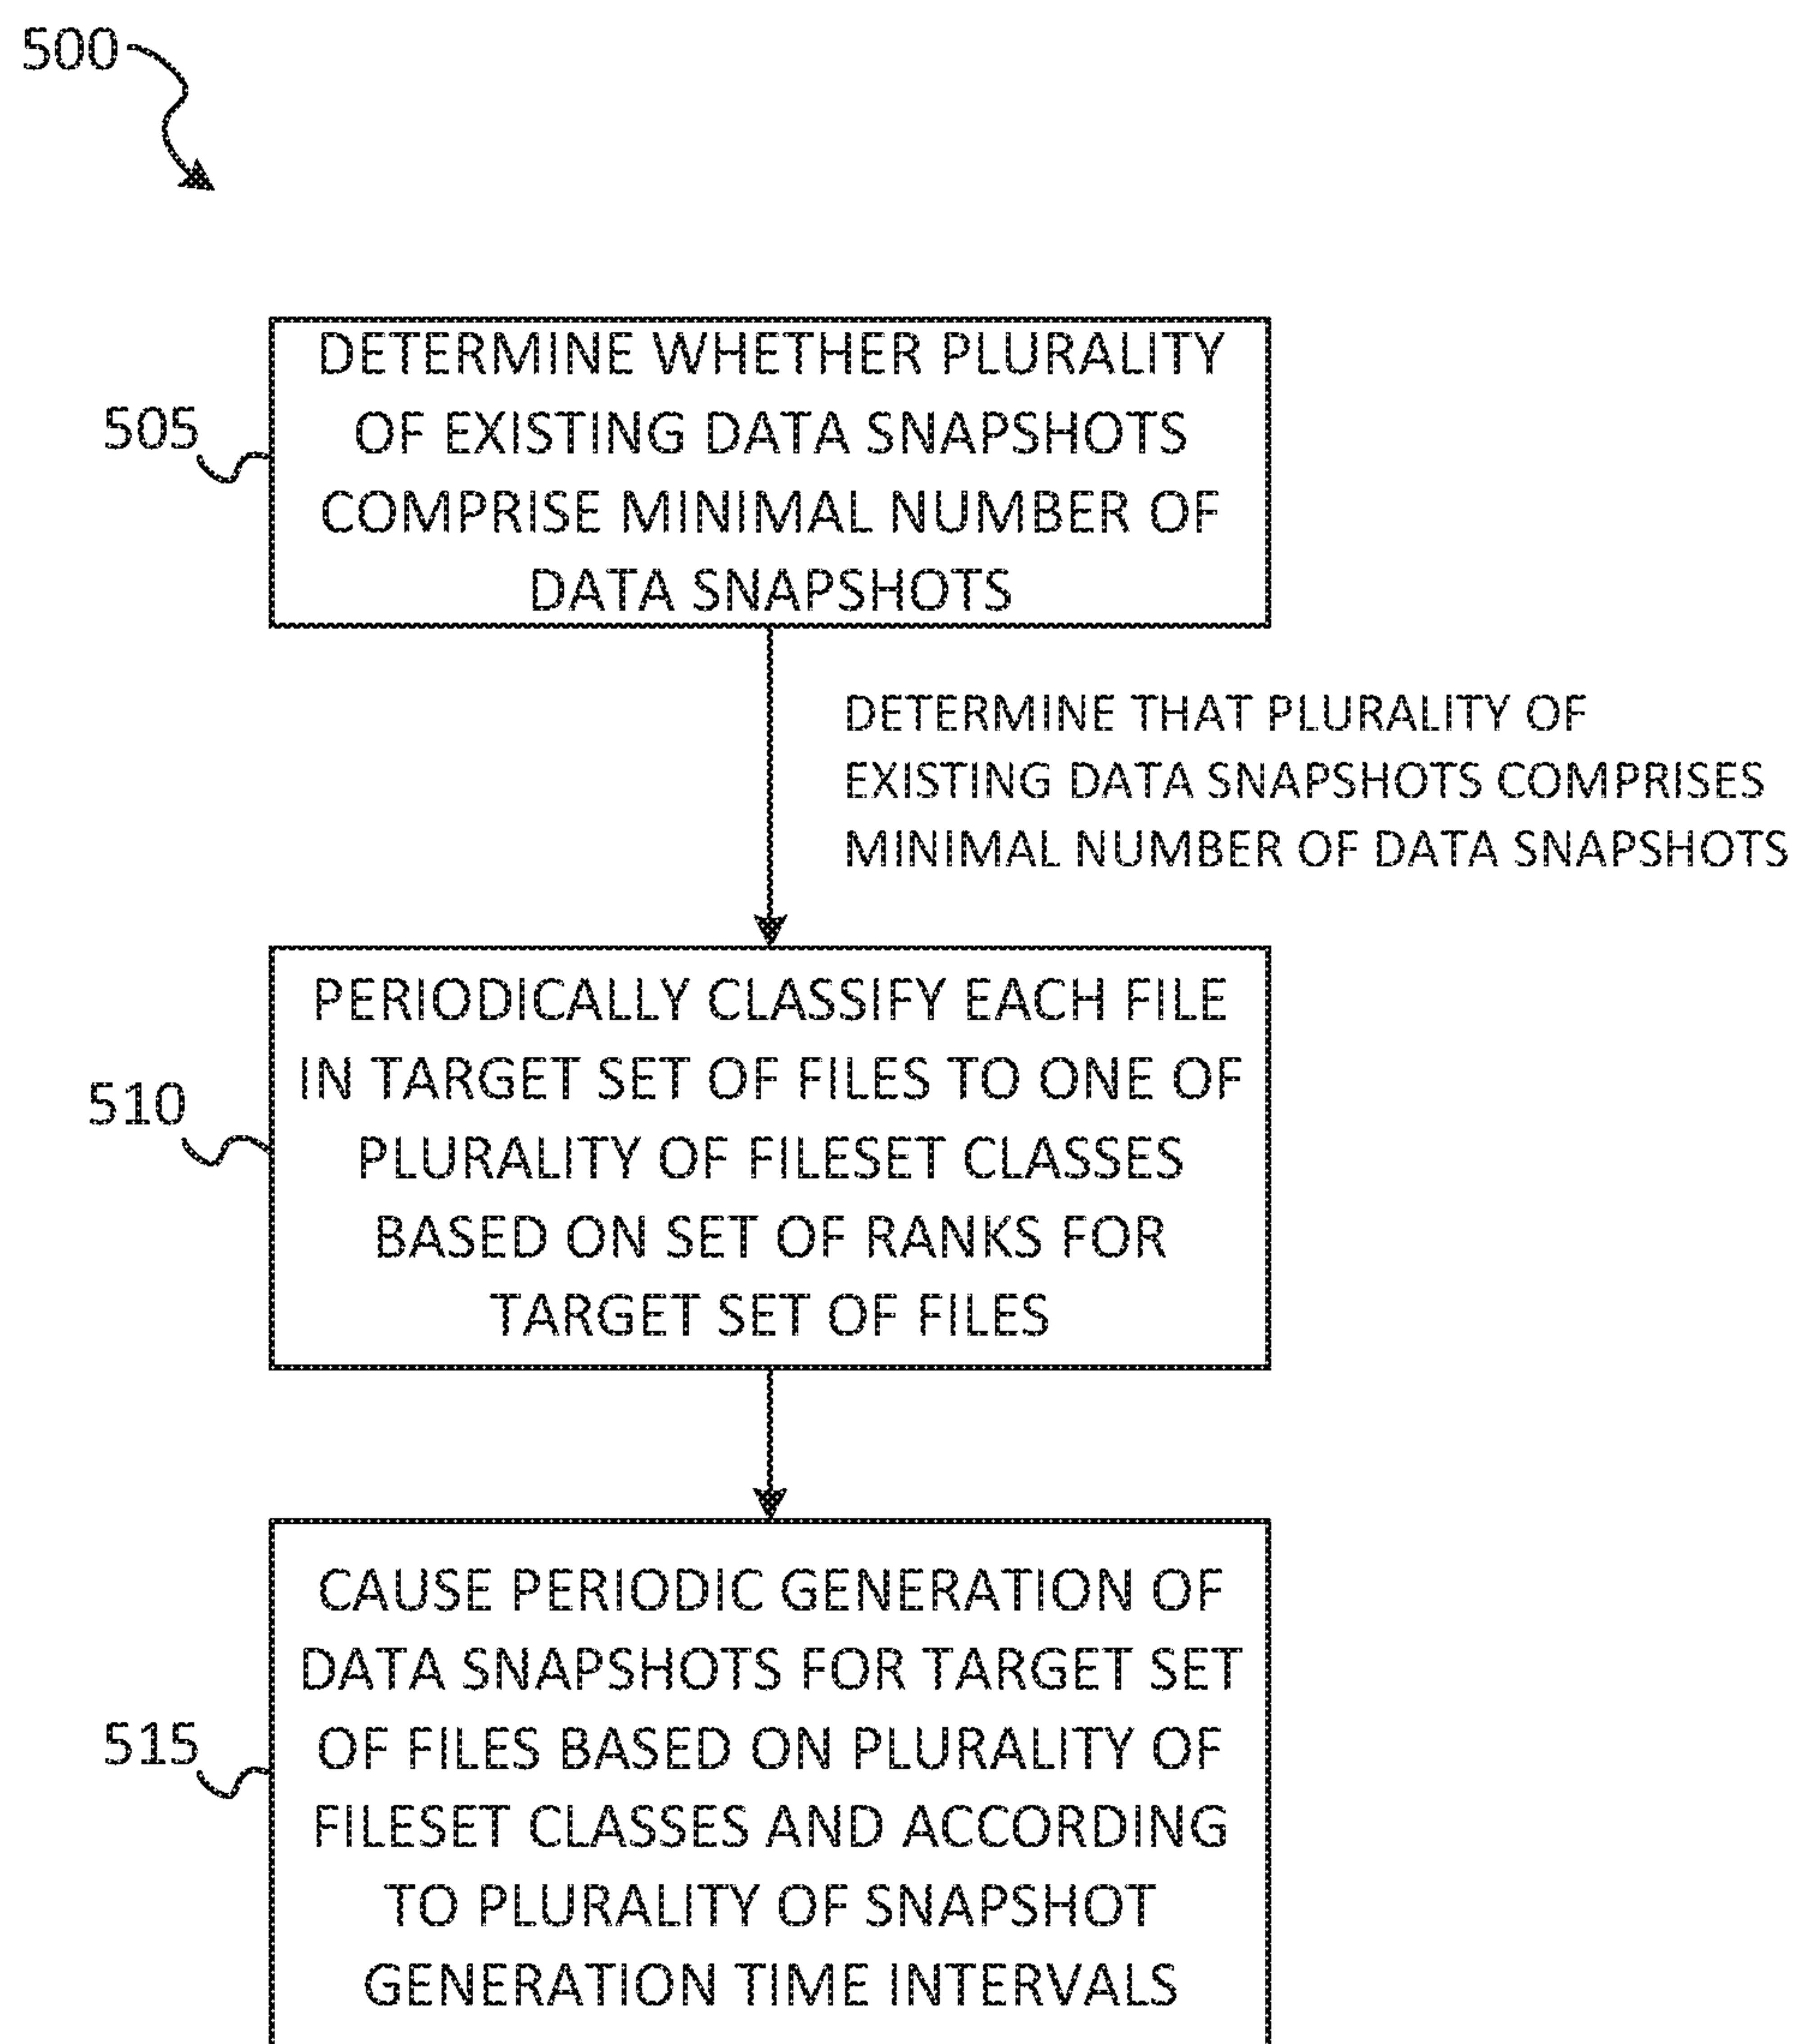 500
DETERMINE WHETHER PLURALITY
OF EXISTING DATA SNAPSHOTS
COMPRISE MINIMAL NUMBER OF
DATA SNAPSHOTS
505
DETERMINE THAT PLURALITY OF
EXISTING DATA SNAPSHOTS COMPRISES
MINIMAL NUMBER OF DATA SNAPSHOTS
PERIODICALLY CLASSIFY EACH FILE
IN TARGET SET OF FILES TO ONE OF
PLURALITY OF FILESET CLASSES
BASED ON SET OF RANKS FOR
TARGET SET OF FILES
510
CAUSE PERIODIC GENERATION OF
DATA SNAPSHOTS FOR TARGET SET
OF FILES BASED ON PLURALITY OF
FILESET CLASSES AND ACCORDING
TO PLURALITY OF SNAPSHOT
GENERATION TIME INTERVALS
515